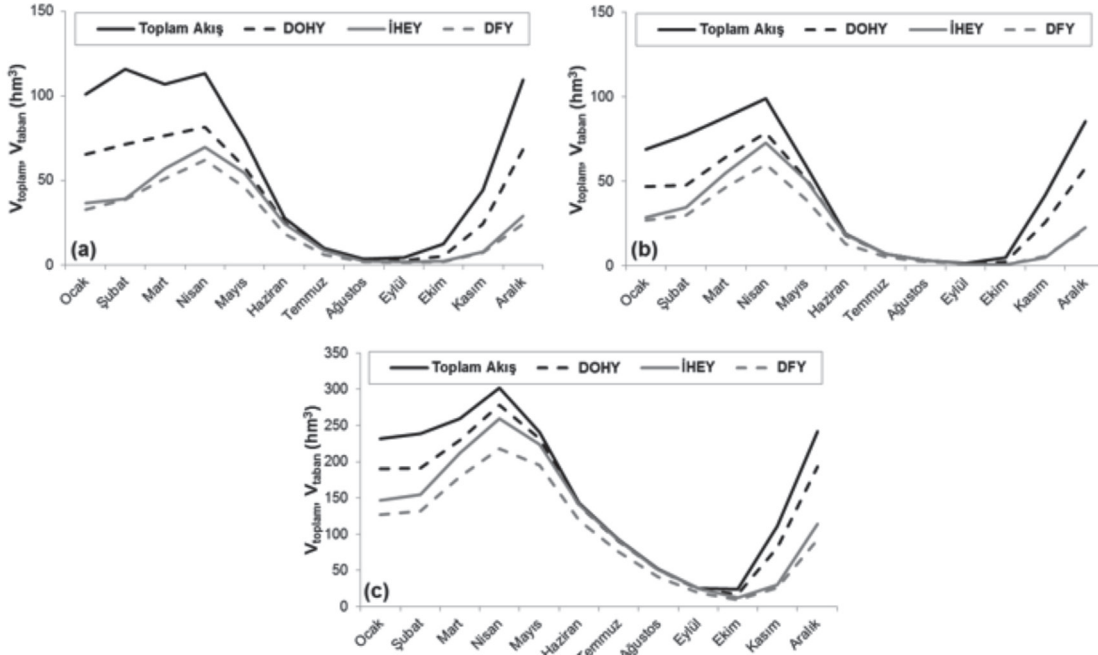 150
Toplam Akış DOHY İHEY DFY
100
50
0
V_toplam, V_taban (hm³)
(a)
Ocak
Şubat
Mart
Nisan
Mayıs
Haziran
Temmuz
Ağustos
Eylül
Ekim
Kasım
Aralık
150
Toplam Akış DOHY İHEY DFY
100
50
0
V_toplam, V_taban (hm³)
(b)
Ocak
Şubat
Mart
Nisan
Mayıs
Haziran
Temmuz
Ağustos
Eylül
Ekim
Kasım
Aralık
350
Toplam Akış DOHY İHEY DFY
300
250
200
150
100
50
0
V_toplam, V_taban (hm³)
(c)
Ocak
Şubat
Mart
Nisan
Mayıs
Haziran
Temmuz
Ağustos
Eylül
Ekim
Kasım
Aralık